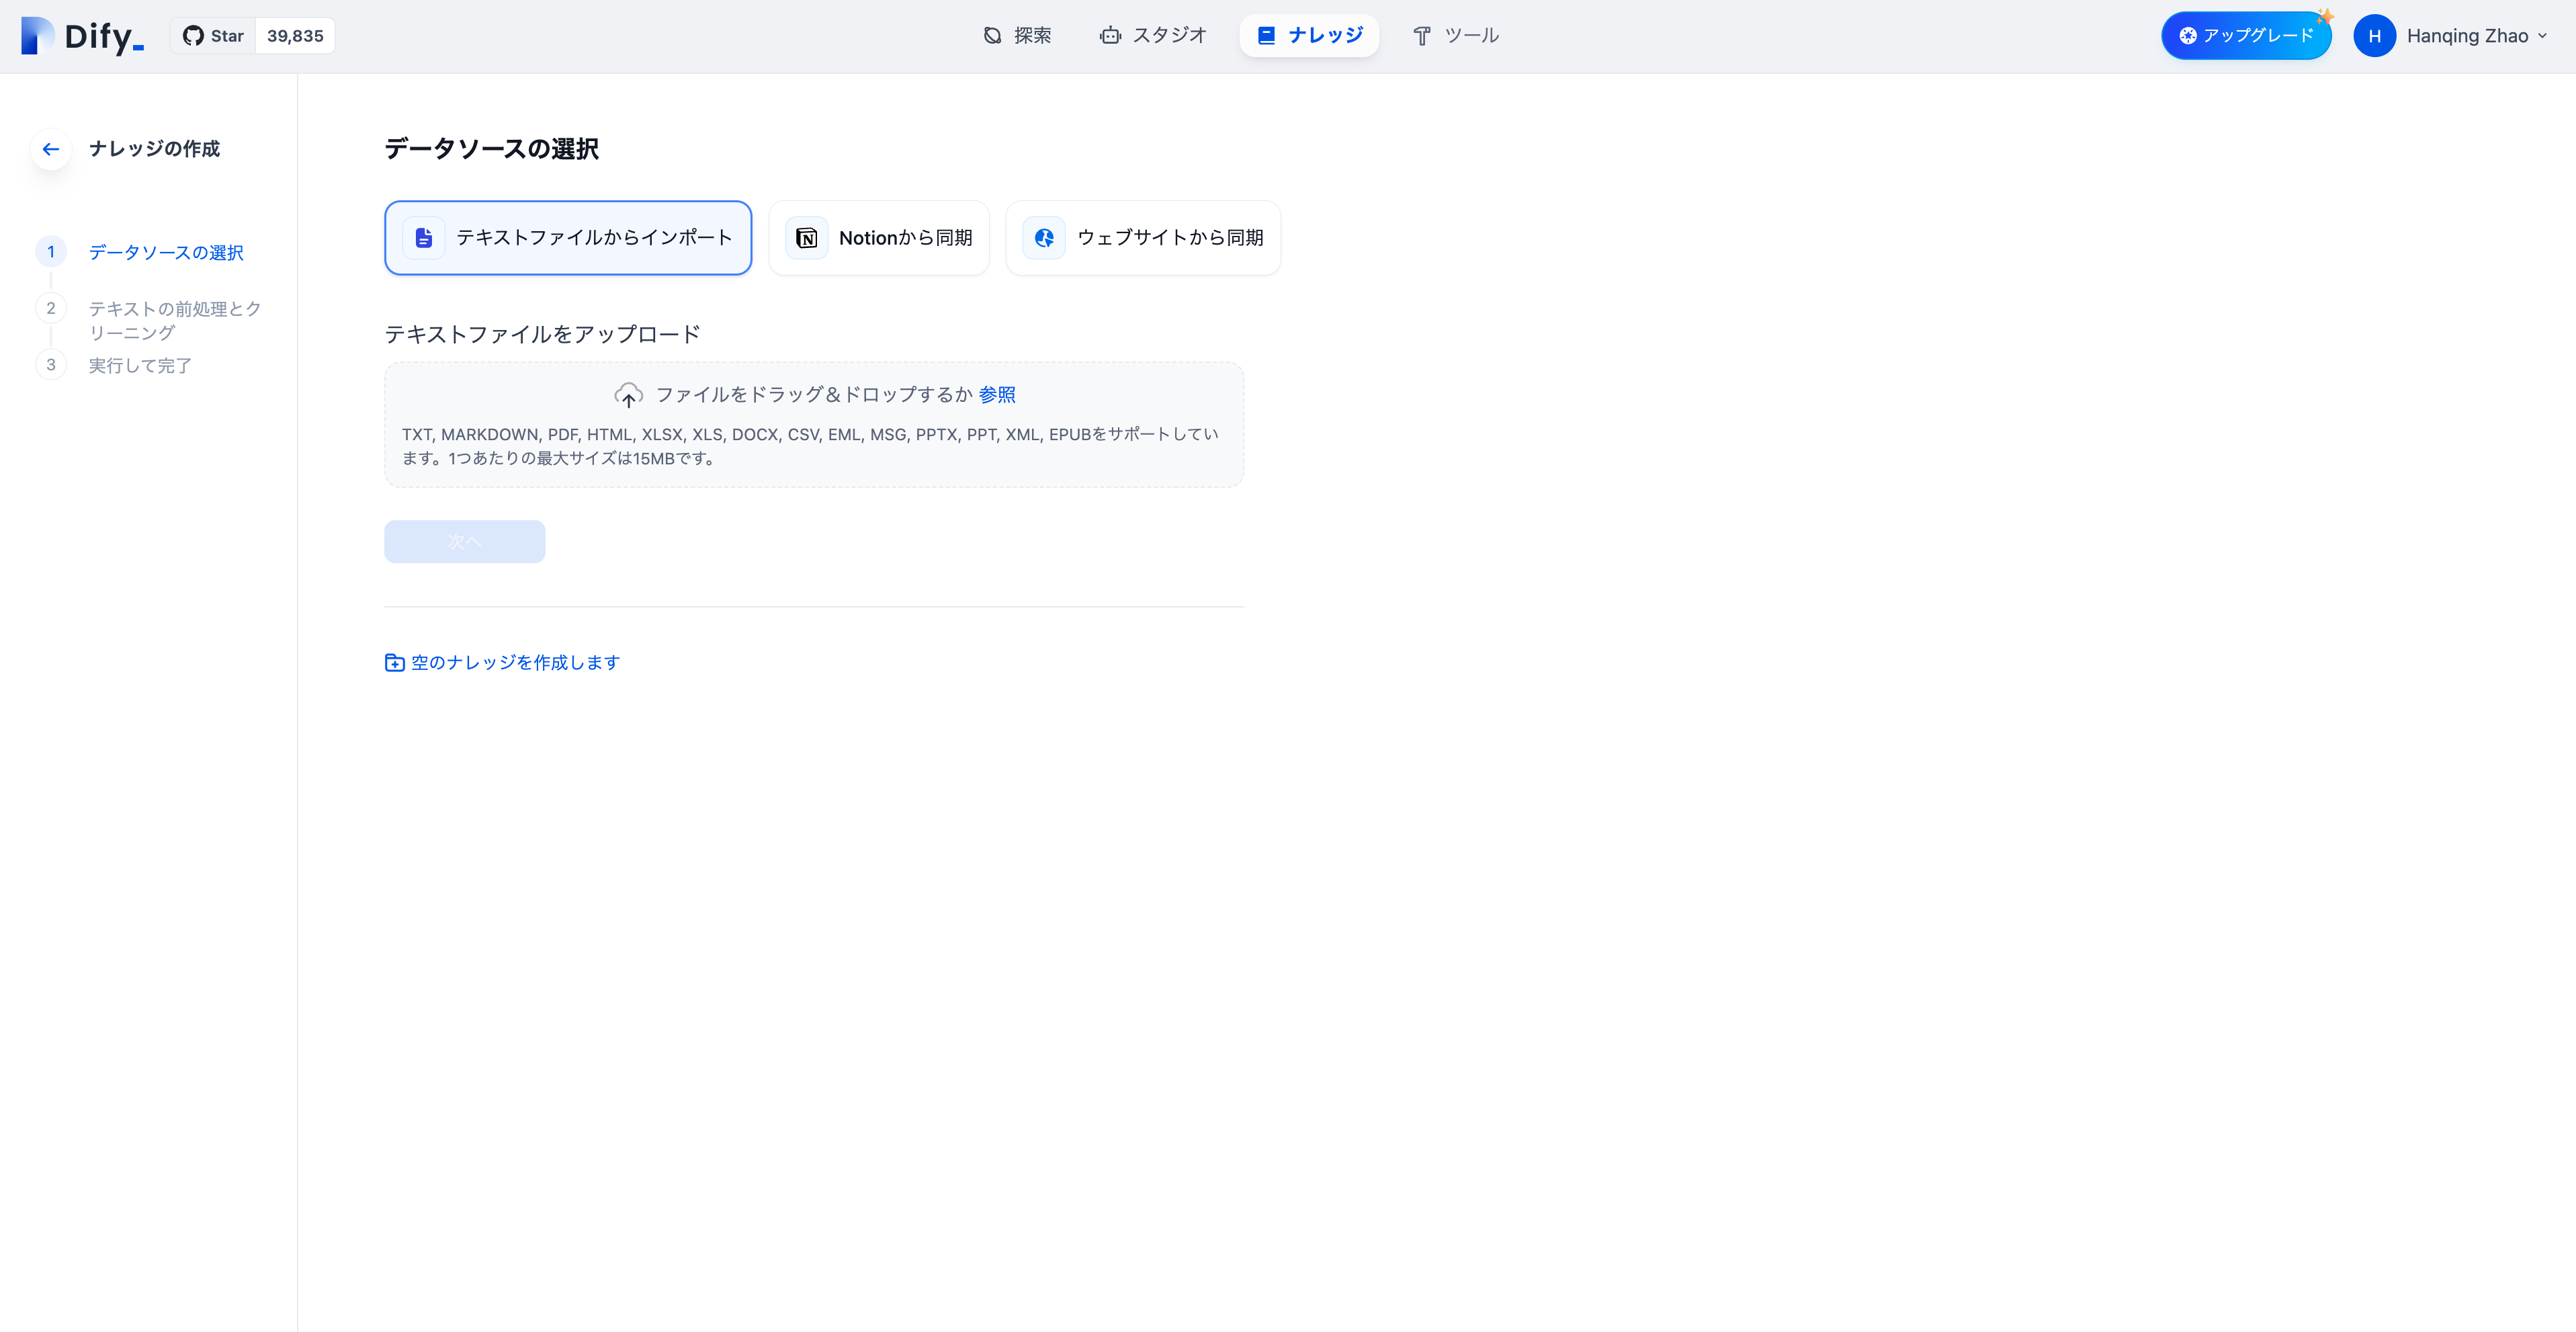 Dify_
Star 39,835
探索 スタジオ ナレッジ ツール
アップグレード
H Hanqing Zhao
ナレッジの作成
1 データソースの選択
2 テキストの前処理とク
リーニング
3 実行して完了
データソースの選択
テキストファイルからインポート Notionから同期 ウェブサイトから同期
テキストファイルをアップロード
ファイルをドラッグ&ドロップするか 参照
TXT, MARKDOWN, PDF, HTML, XLSX, XLS, DOCX, CSV, EML, MSG, PPTX, PPT, XML, EPUBをサポートしてい
ます。1つあたりの最大サイズは15MBです。
次へ
空のナレッジを作成します